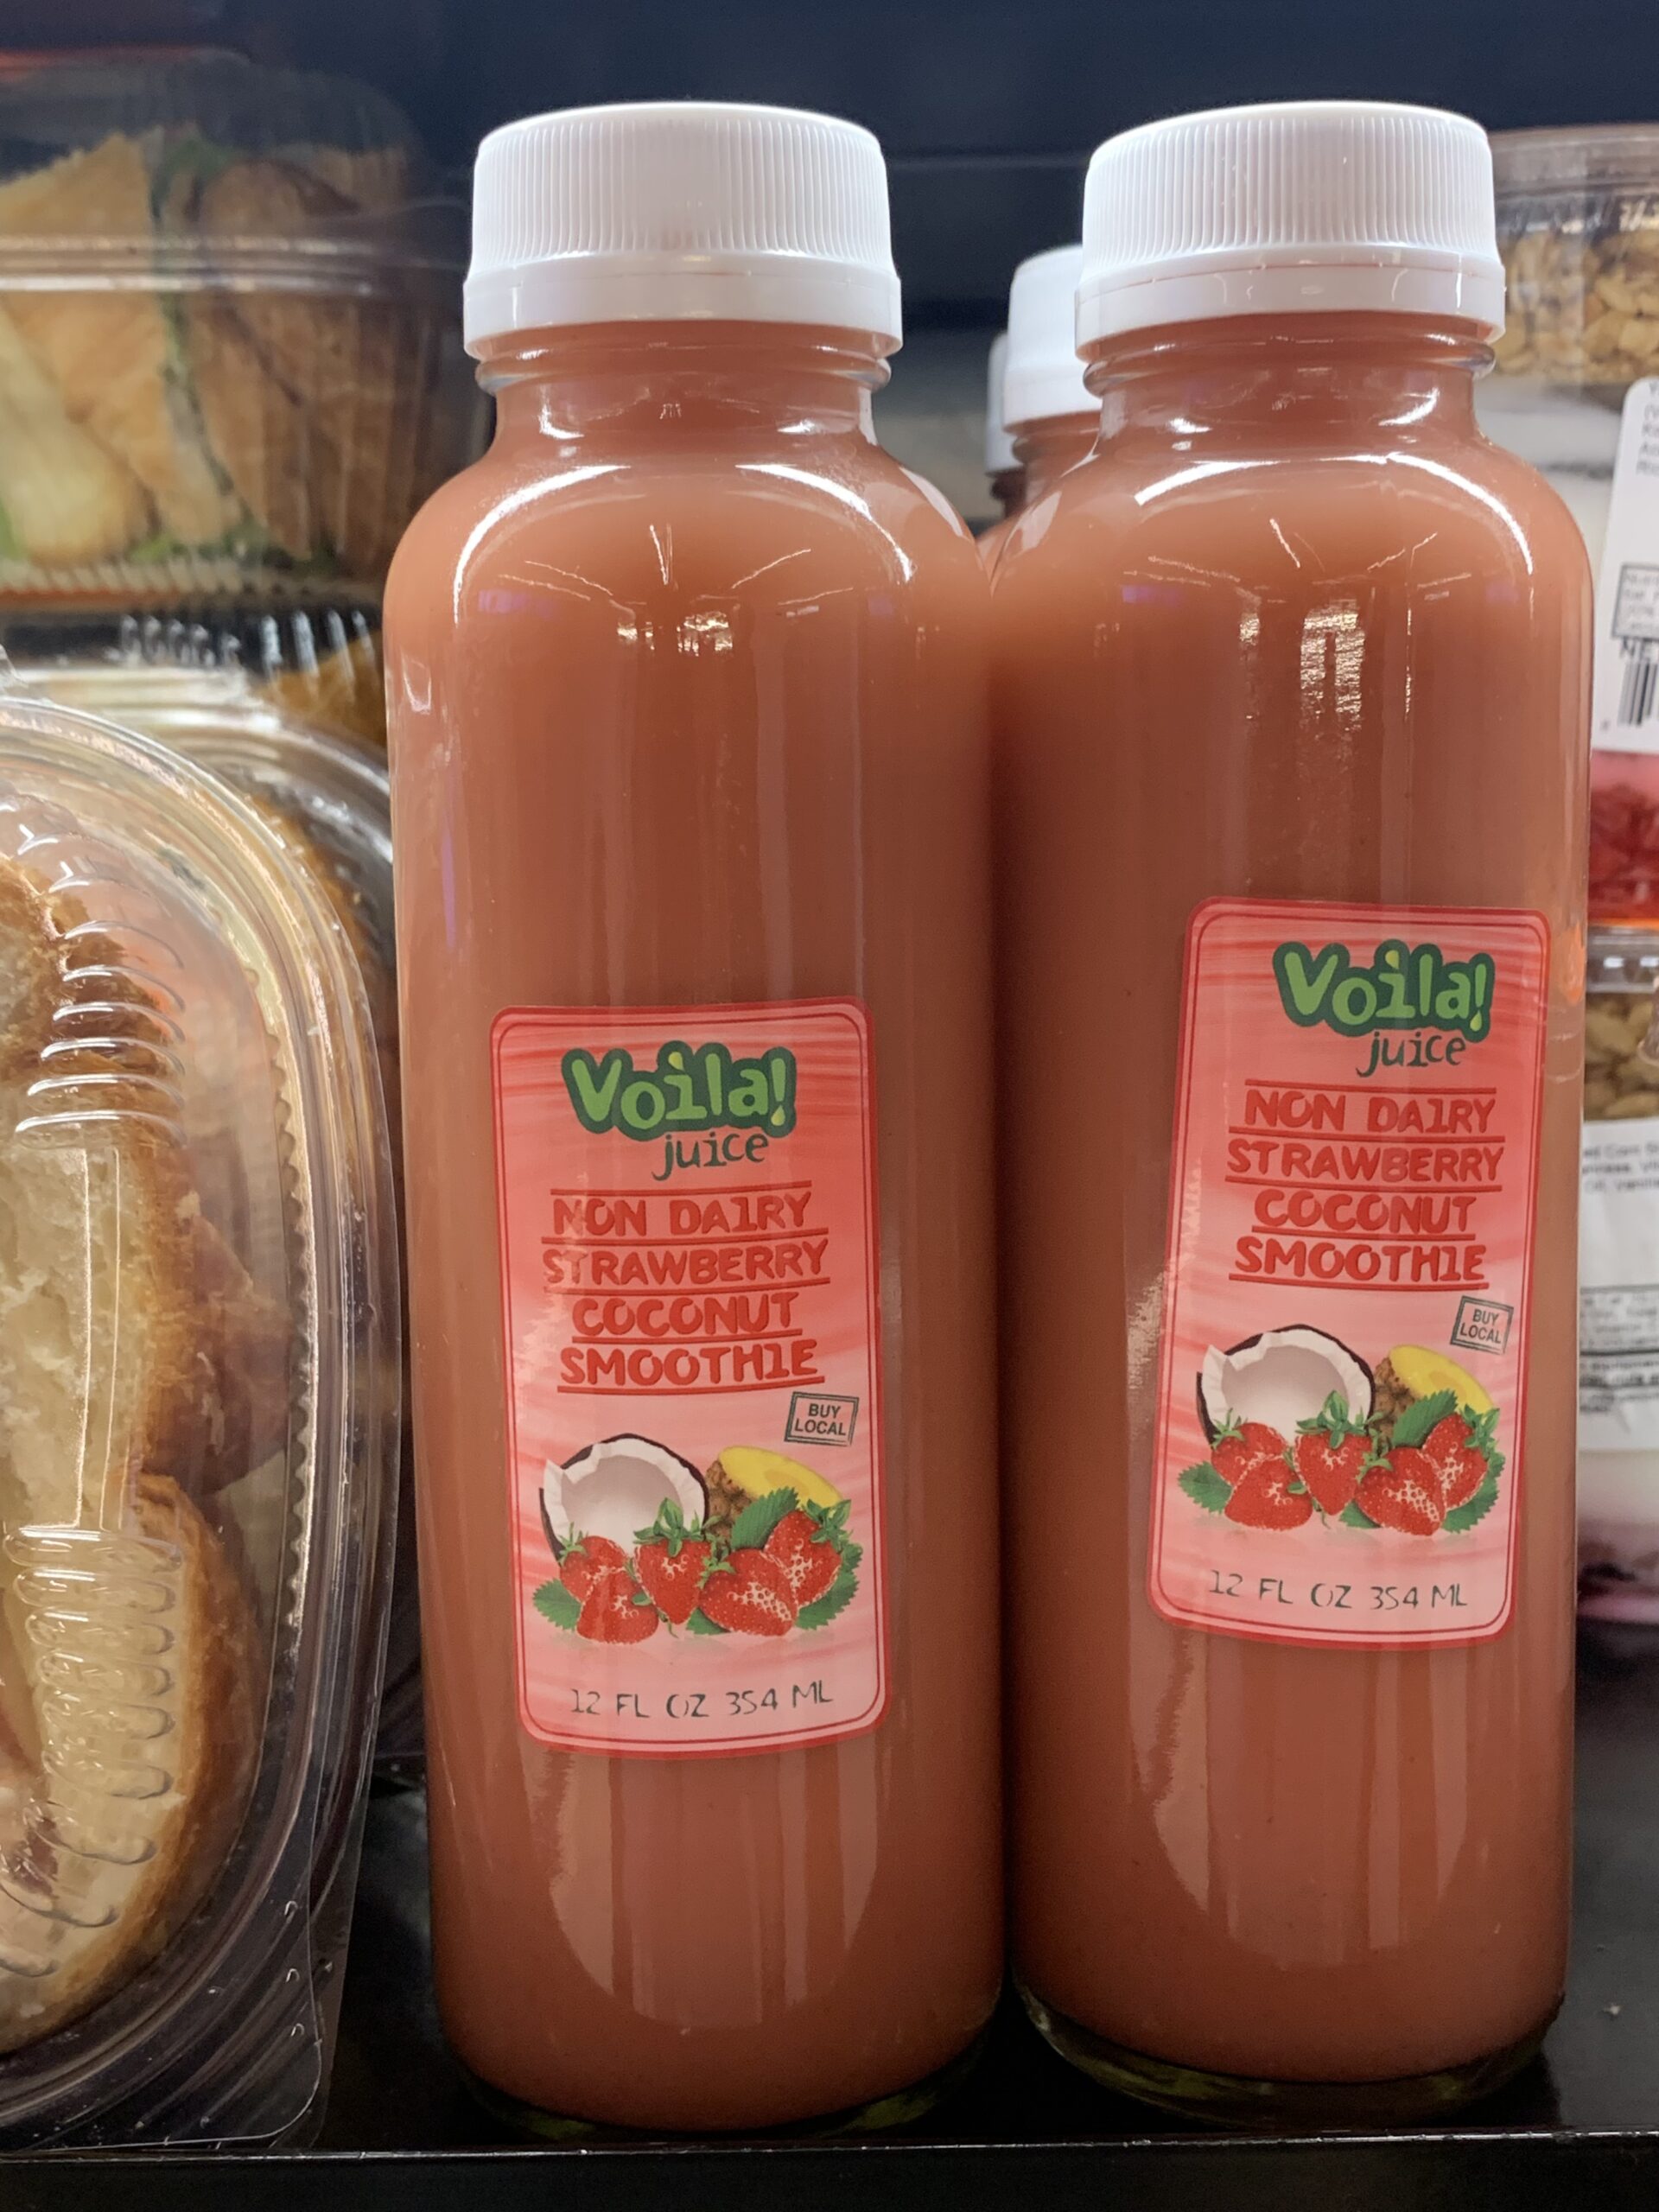 Voila!
juice
NON DAIRY
STRAWBERRY
COCONUT
SMOOTHIE
BUY
LOCAL
12 FL OZ 354 ML
Voila!
juice
NON DAIRY
STRAWBERRY
COCONUT
SMOOTHIE
BUY
LOCAL
12 FL OZ 354 ML